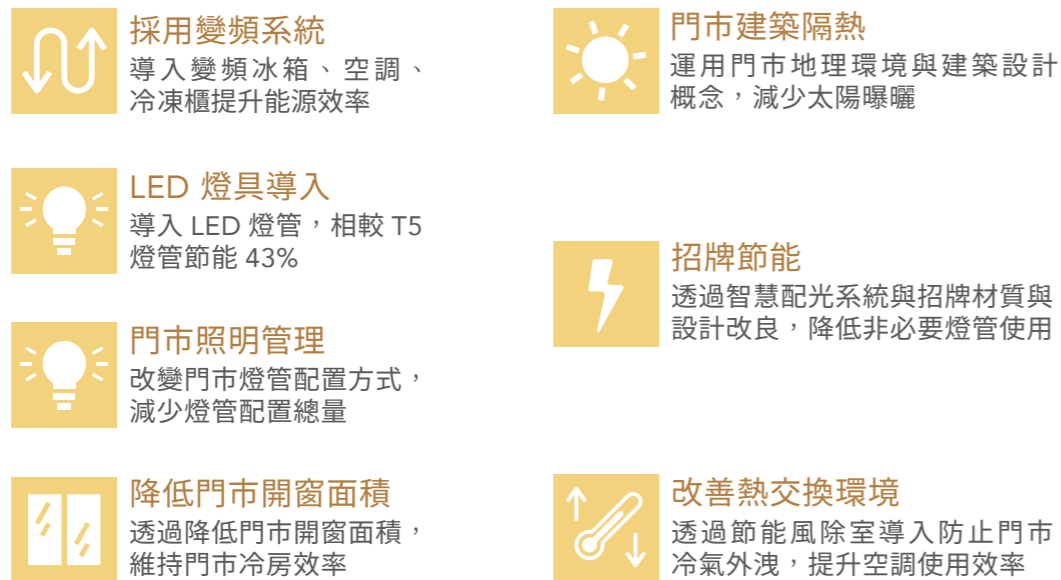 採用變頻系統
導入變頻冰箱、空調、
冷凍櫃提升能源效率
LED 燈具導入
導入 LED 燈管，相較 T5
燈管節能 43%
門市照明管理
改變門市燈管配置方式，
減少燈管配置總量
降低門市開窗面積
透過降低門市開窗面積，
維持門市冷房效率
門市建築隔熱
運用門市地理環境與建築設計
概念，減少太陽曝曬
招牌節能
透過智慧配光系統與招牌材質與
設計改良，降低非必要燈管使用
改善熱交換環境
透過節能風除室導入防止門市
冷氣外洩，提升空調使用效率